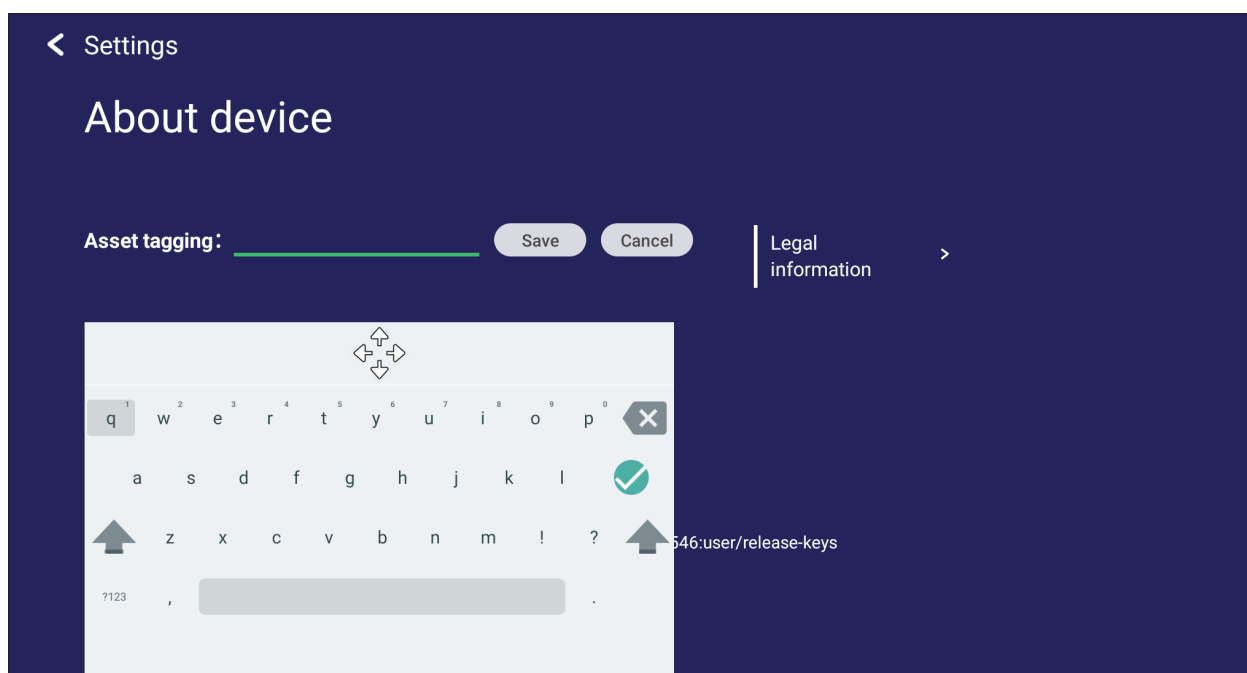 Settings
About device
Asset tagging:
Save
Cancel
Legal
information
q 1 w 2 e 3 r 4 t 5 y 6 u 7 i 8 o 9 p 0
a s d f g h j k l
z x c v b n m ! ?
546:user/release-keys
?123 , .